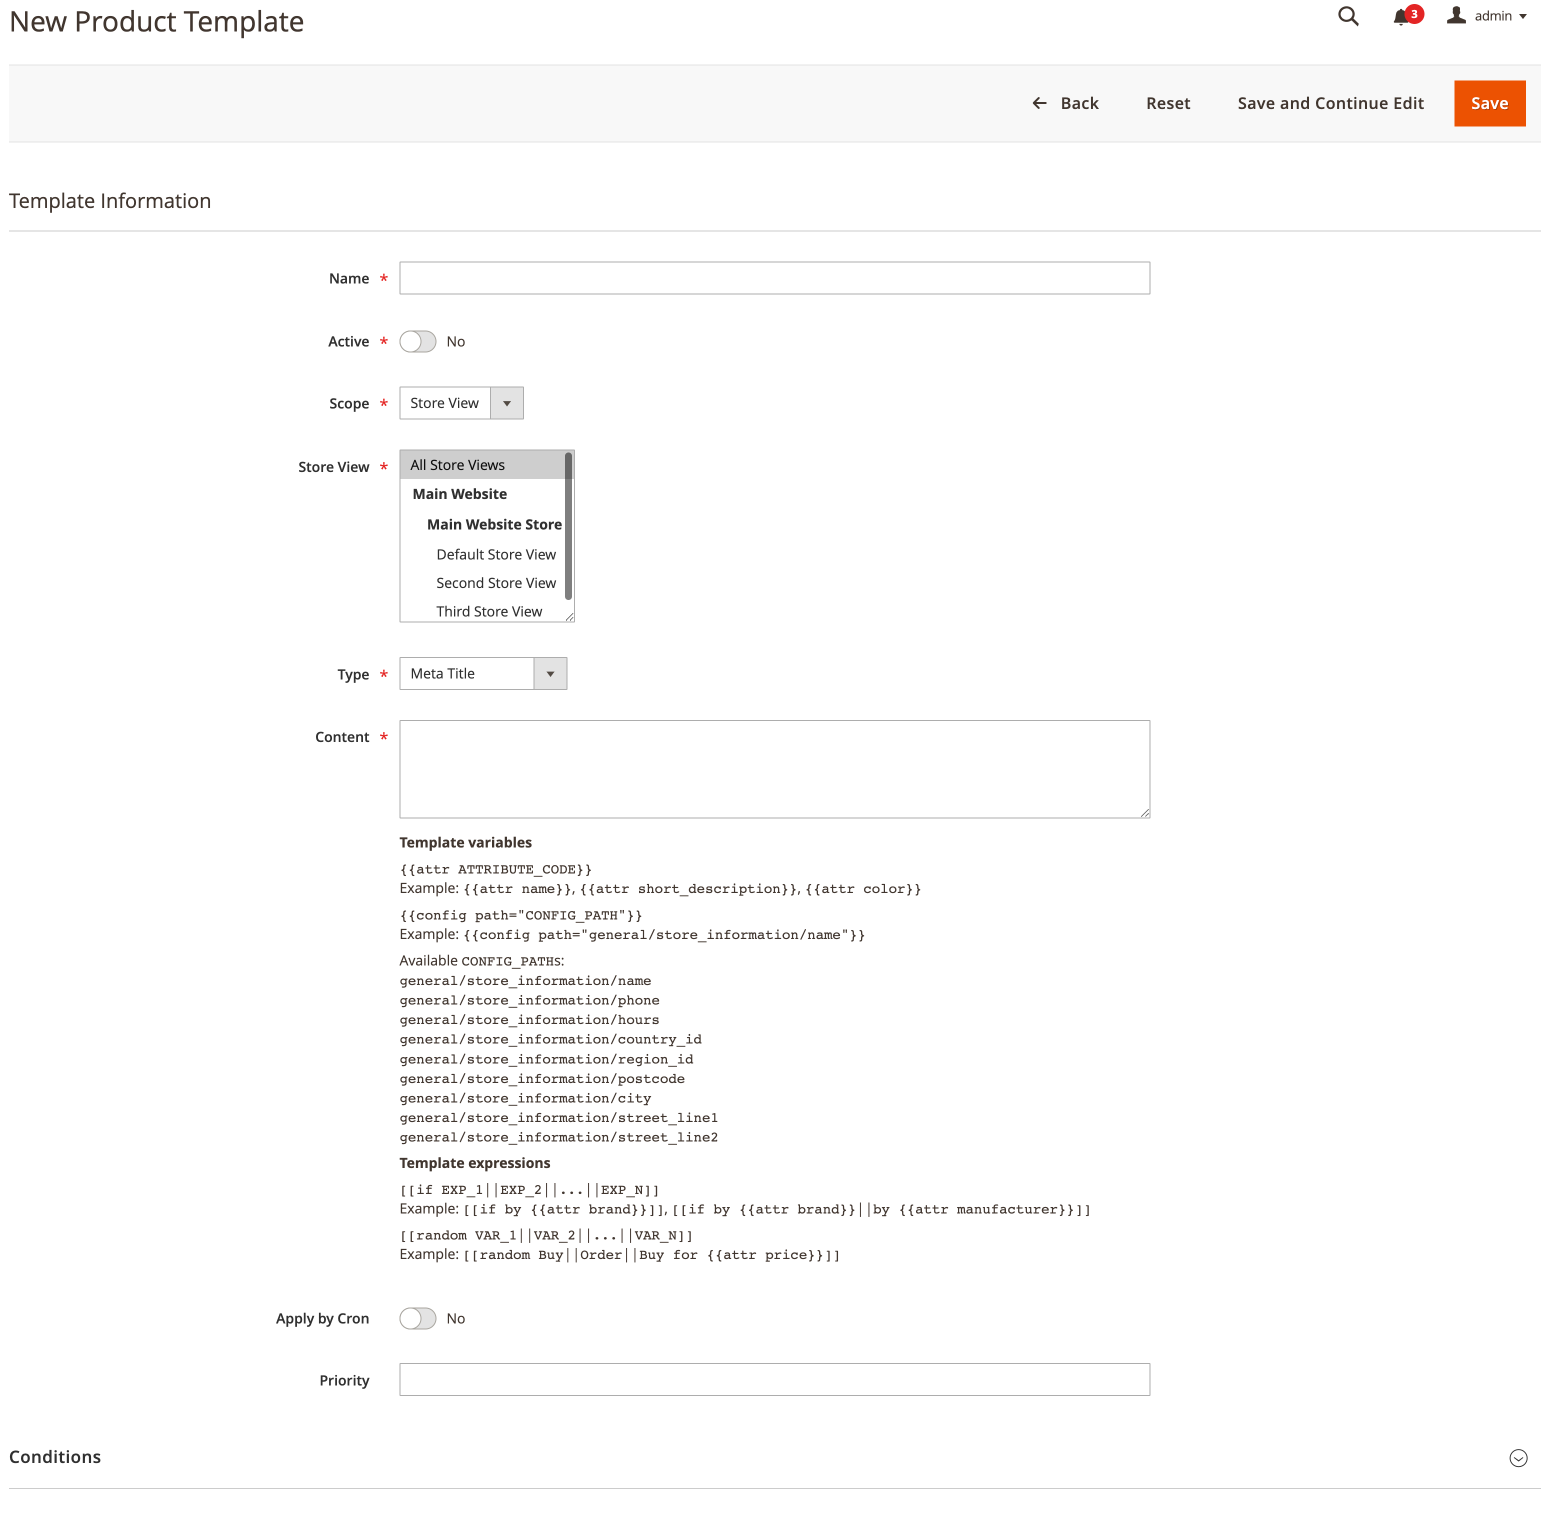 New Product Template
3
admin
Back
Reset
Save and Continue Edit
Save
Template Information
Name *
Active * No
Scope * Store View
Store View *
All Store Views
Main Website
Main Website Store
Default Store View
Second Store View
Third Store View
Type * Meta Title
Content *
Template variables
{{attr ATTRIBUTE_CODE}}
Example: {{attr name}}, {{attr short_description}}, {{attr color}}
{{config path="CONFIG_PATH"}}
Example: {{config path="general/store_information/name"}}
Available CONFIG_PATHs:
general/store_information/name
general/store_information/phone
general/store_information/hours
general/store_information/country_id
general/store_information/region_id
general/store_information/postcode
general/store_information/city
general/store_information/street_line1
general/store_information/street_line2
Template expressions
[[if EXP_1||EXP_2||...||EXP_N]]
Example: [[if by {{attr brand}}]], [[if by {{attr brand}}||by {{attr manufacturer}}]]
[[random VAR_1||VAR_2||...||VAR_N]]
Example: [[random Buy||Order||Buy for {{attr price}}]]
Apply by Cron No
Priority
Conditions